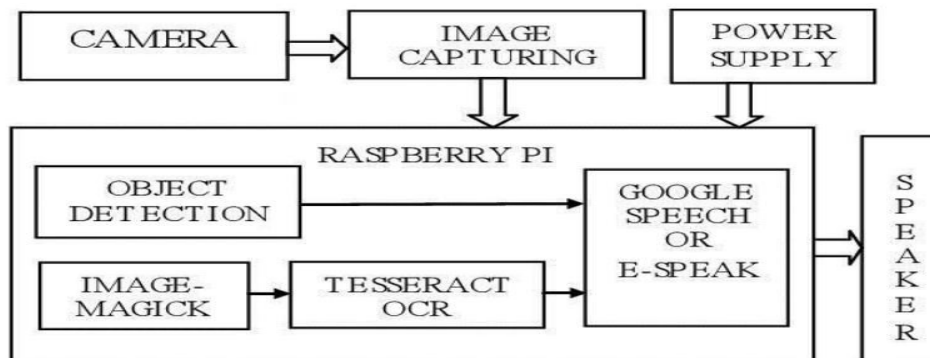 CAMERA
IMAGE
CAPTURING
POWER
SUPPLY
RASPBERRY PI
OBJECT
DETECTION
GOOGLE
SPEECH
OR
E-SPEAK
IMAGE-
MAGICK
TESSERACT
OCR
S
P
E
A
K
E
R